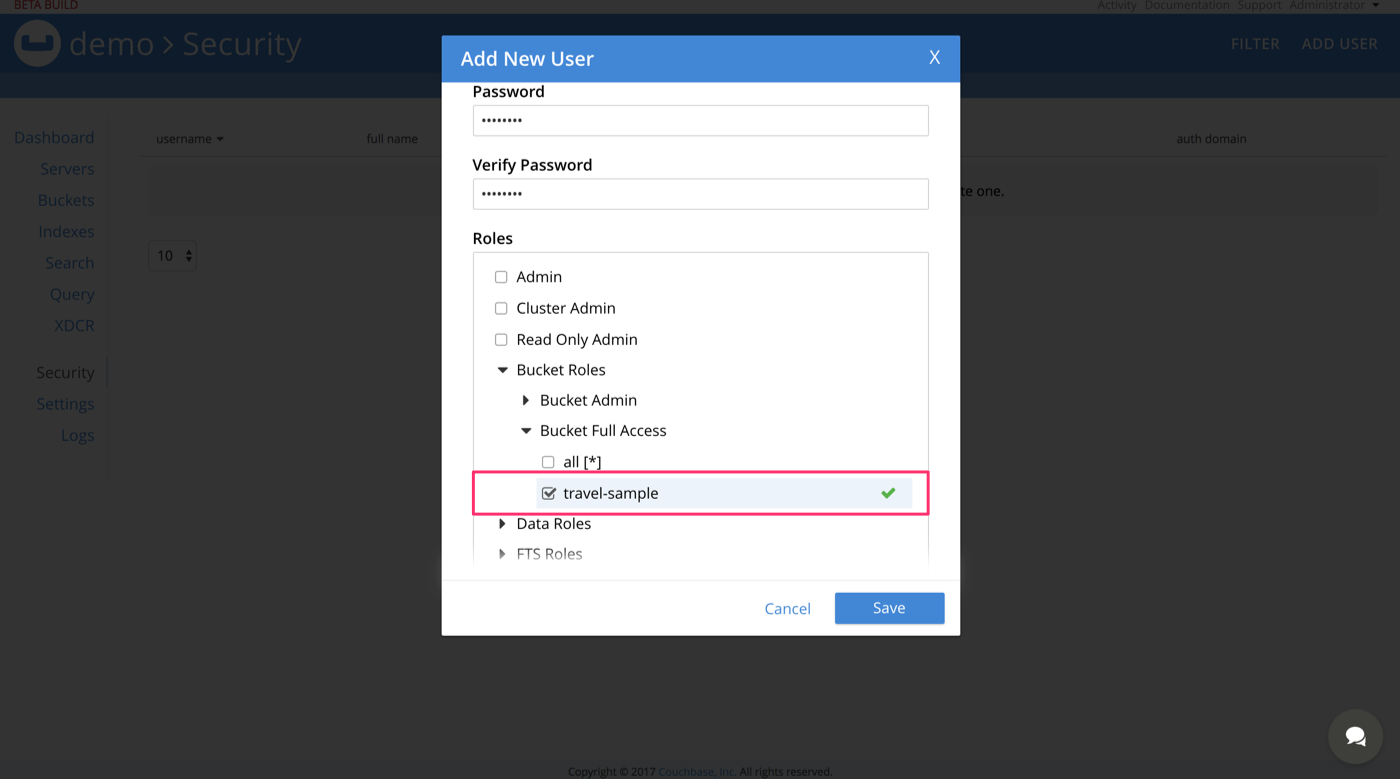 BETA BUILD
Activity Documentation Support Administrator
demo > Security
FILTER ADD USER
Add New User X
Password
••••••••
Verify Password
••••••••
Roles
Admin
Cluster Admin
Read Only Admin
Bucket Roles
Bucket Admin
Bucket Full Access
all [*]
travel-sample
Data Roles
FTS Roles
Cancel Save
Dashboard
Servers
Buckets
Indexes
Search
Query
XDCR
Security
Settings
Logs
username full name auth domain
te one.
10
Copyright © 2017 Couchbase, Inc. All rights reserved.